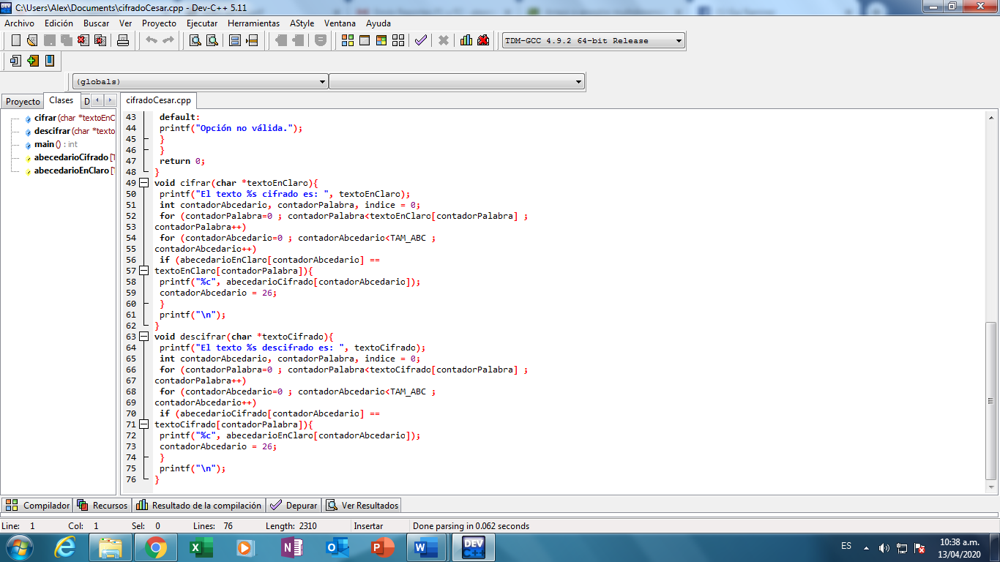 C:\Users\Alex\Documents\cifradoCesar.cpp - Dev-C++ 5.11
Archivo Edición Buscar Ver Proyecto Ejecutar Herramientas AStyle Ventana Ayuda
TDM-GCC 4.9.2 64-bit Release
(globals)
Proyecto Clases D
cifradoCesar.cpp
cifrar (char *textoEnC
descifrar (char *texto
main () : int
abecedarioCifrado [T
abecedarioEnClaro [T
43 default:
44 printf("Opción no válida.");
45 }
46 }
47 return 0;
48 }
49 void cifrar(char *textoEnClaro){
50 printf("El texto %s cifrado es: ", textoEnClaro);
51 int contadorAbcedario, contadorPalabra, indice = 0;
52 for (contadorPalabra=0 ; contadorPalabra<textoEnClaro[contadorPalabra] ;
53 contadorPalabra++)
54 for (contadorAbcedario=0 ; contadorAbcedario<TAM_ABC ;
55 contadorAbcedario++)
56 if (abecedarioEnClaro[contadorAbcedario] ==
57 textoEnClaro[contadorPalabra]){
58 printf("%c", abecedarioCifrado[contadorAbcedario]);
59 contadorAbcedario = 26;
60 }
61 printf("\n");
62 }
63 void descifrar(char *textoCifrado){
64 printf("El texto %s descifrado es: ", textoCifrado);
65 int contadorAbcedario, contadorPalabra, indice = 0;
66 for (contadorPalabra=0 ; contadorPalabra<textoCifrado[contadorPalabra] ;
67 contadorPalabra++)
68 for (contadorAbcedario=0 ; contadorAbcedario<TAM_ABC ;
69 contadorAbcedario++)
70 if (abecedarioCifrado[contadorAbcedario] ==
71 textoCifrado[contadorPalabra]){
72 printf("%c", abecedarioEnClaro[contadorAbcedario]);
73 contadorAbcedario = 26;
74 }
75 printf("\n");
76 }
Compilador Recursos Resultado de la compilación Depurar Ver Resultados
Line: 1 Col: 1 Sel: 0 Lines: 76 Length: 2310 Insertar Done parsing in 0.062 seconds
ES
10:38 a.m.
13/04/2020